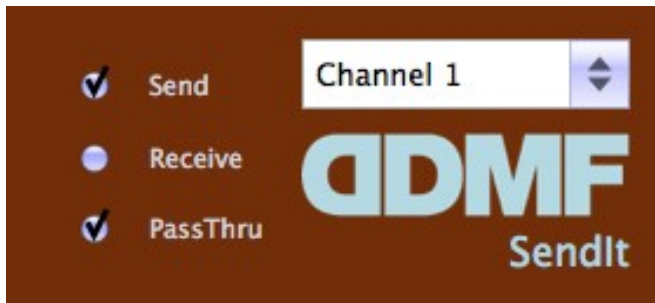 Send
Channel 1
Receive
PassThru
DDMF
SendIt